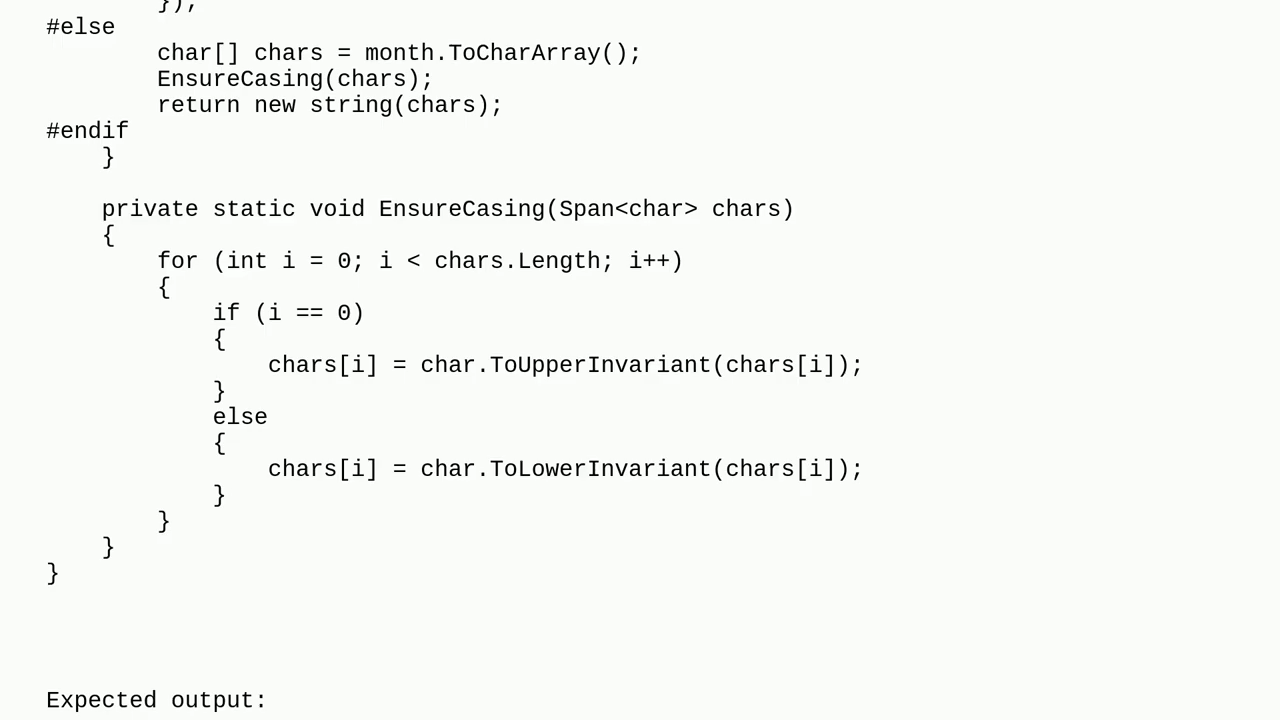 });
#else
        char[] chars = month.ToCharArray();
        EnsureCasing(chars);
        return new string(chars);
#endif
    }

    private static void EnsureCasing(Span<char> chars)
    {
        for (int i = 0; i < chars.Length; i++)
        {
            if (i == 0)
            {
                chars[i] = char.ToUpperInvariant(chars[i]);
            }
            else
            {
                chars[i] = char.ToLowerInvariant(chars[i]);
            }
        }
    }
}

Expected output: